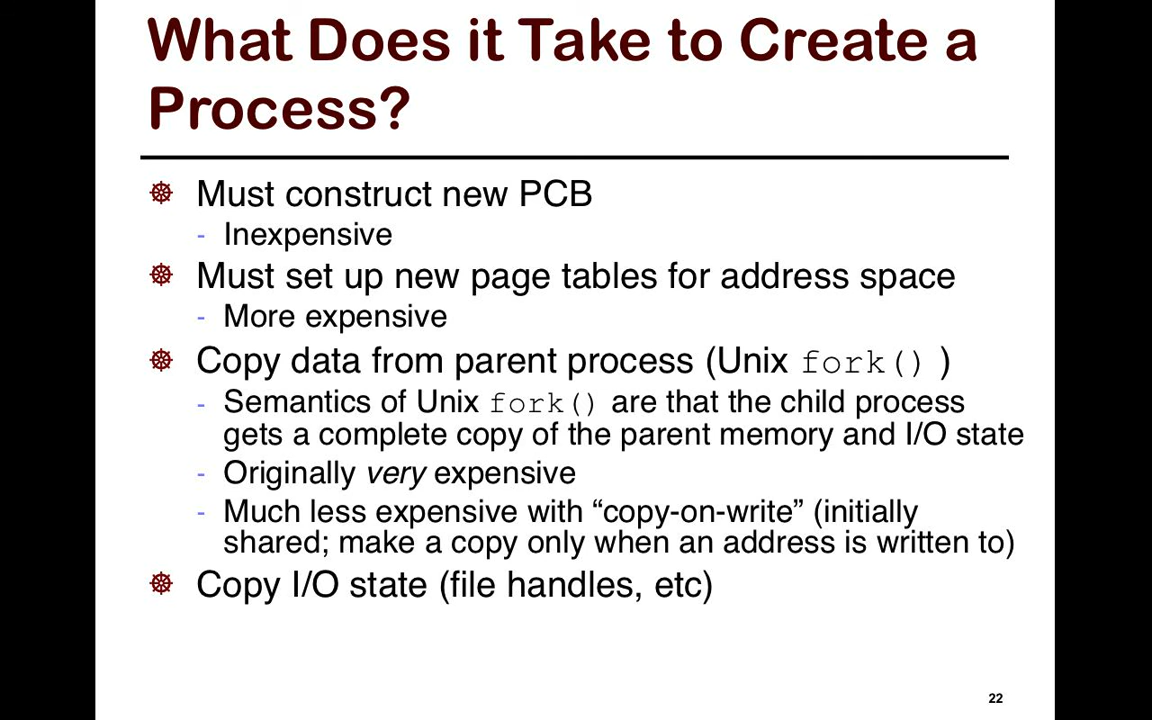 What Does it Take to Create a
Process?
Must construct new PCB
- Inexpensive
Must set up new page tables for address space
- More expensive
Copy data from parent process (Unix fork() )
- Semantics of Unix fork() are that the child process
gets a complete copy of the parent memory and I/O state
- Originally very expensive
- Much less expensive with “copy-on-write” (initially
shared; make a copy only when an address is written to)
Copy I/O state (file handles, etc)
22